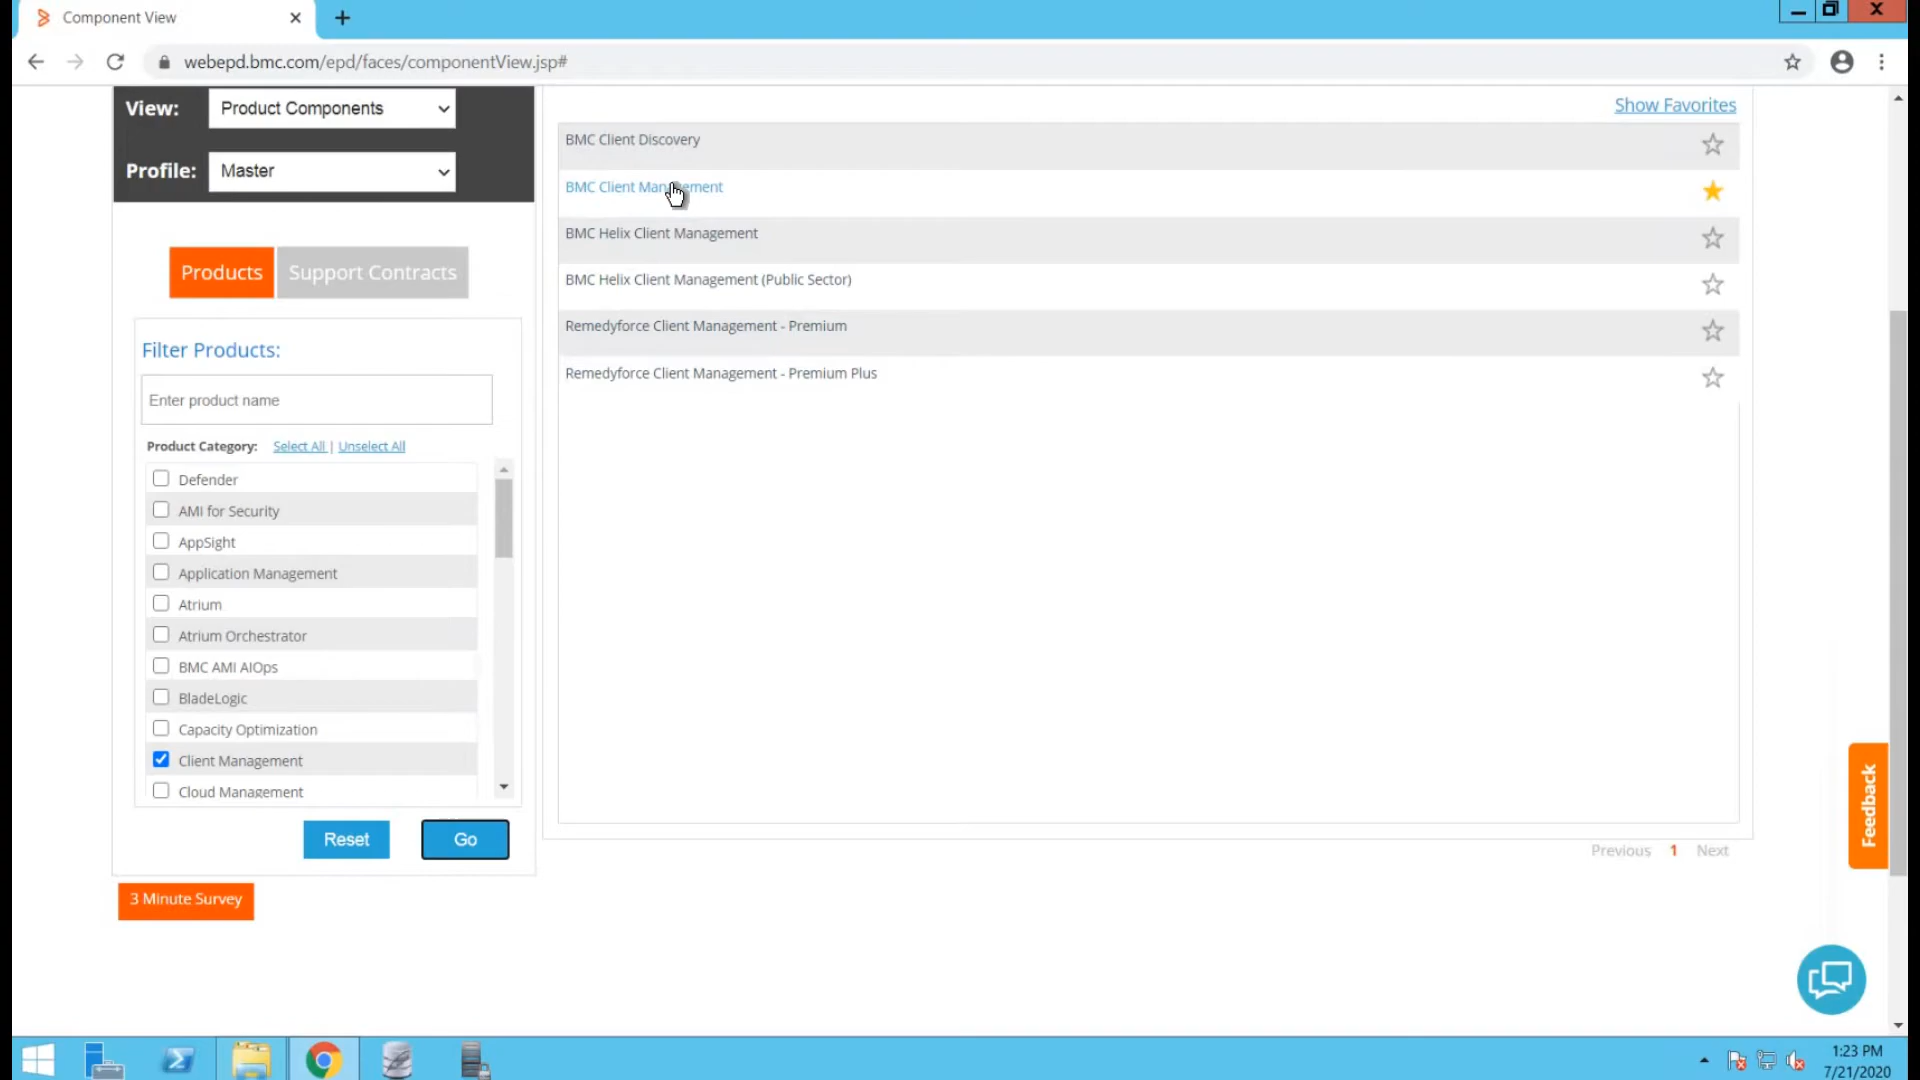 Component View
webepd.bmc.com/epd/faces/componentView.jsp#
View: Product Components
Profile: Master
Products Support Contracts
Filter Products:
Enter product name
Product Category: Select All | Unselect All
Defender
AMI for Security
AppSight
Application Management
Atrium
Atrium Orchestrator
BMC AMI AIOps
BladeLogic
Capacity Optimization
Client Management
Cloud Management
Reset Go
3 Minute Survey
Show Favorites
BMC Client Discovery
BMC Client Management
BMC Helix Client Management
BMC Helix Client Management (Public Sector)
Remedyforce Client Management - Premium
Remedyforce Client Management - Premium Plus
Previous 1 Next
Feedback
1:23 PM
7/21/2020